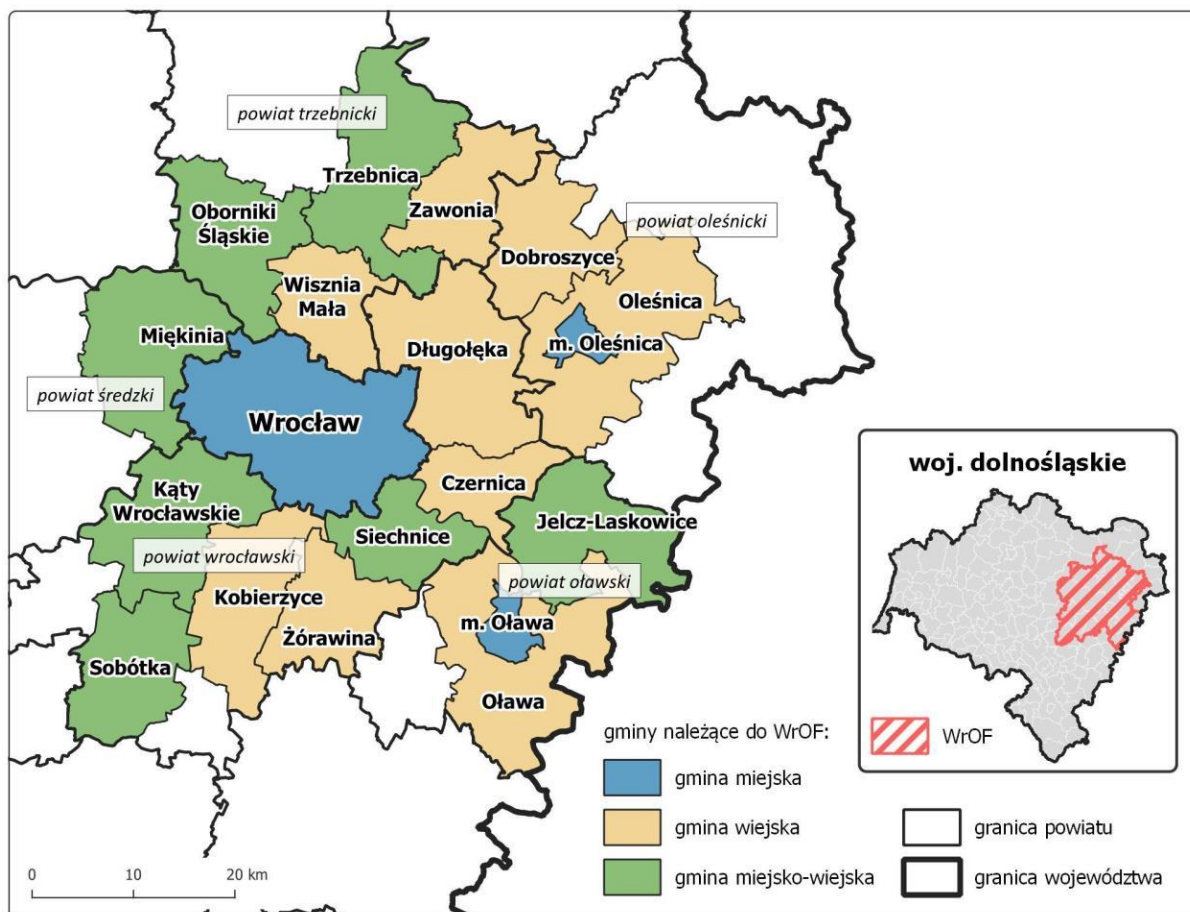 powiat trzebnicki
Trzebnica
Oborniki
Śląskie
Zawonia
powiat oleśnicki
Dobroszyce
Wisznia
Mała
Oleśnica
Miękinia
Długołęka
m. Oleśnica
powiat średzki
Wrocław
Czernica
Kąty
Wrocławskie
Siechnice
Jelcz-Laskowice
powiat wrocławski
powiat oławski
Kobierzyce
m. Oława
Żórawina
Sobótka
Oława
woj. dolnośląskie
WrOF
gminy należące do WrOF:
gmina miejska
gmina wiejska
gmina miejsko-wiejska
granica powiatu
granica województwa
0 10 20 km